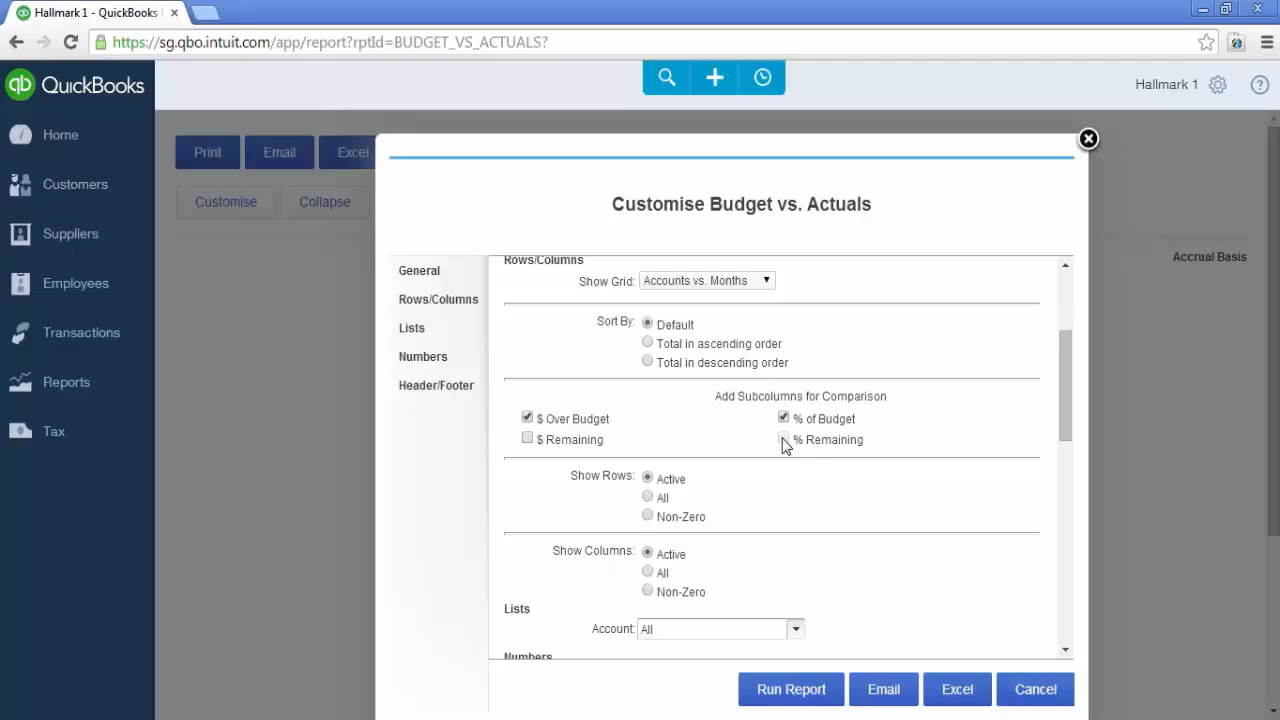 Hallmark 1 - QuickBooks
https://sg.qbo.intuit.com/app/report?rptId=BUDGET_VS_ACTUALS?
qb QuickBooks
Hallmark 1
?
Home
Customers
Suppliers
Employees
Transactions
Reports
Tax
Print Email Excel
Customise Collapse
Accrual Basis
Customise Budget vs. Actuals
General
Rows/Columns
Lists
Numbers
Header/Footer
Rows/Columns
Show Grid: Accounts vs. Months
Sort By: Default
Total in ascending order
Total in descending order
Add Subcolumns for Comparison
$ Over Budget % of Budget
$ Remaining % Remaining
Show Rows: Active
All
Non-Zero
Show Columns: Active
All
Non-Zero
Lists
Account: All
Numbers
Run Report Email Excel Cancel